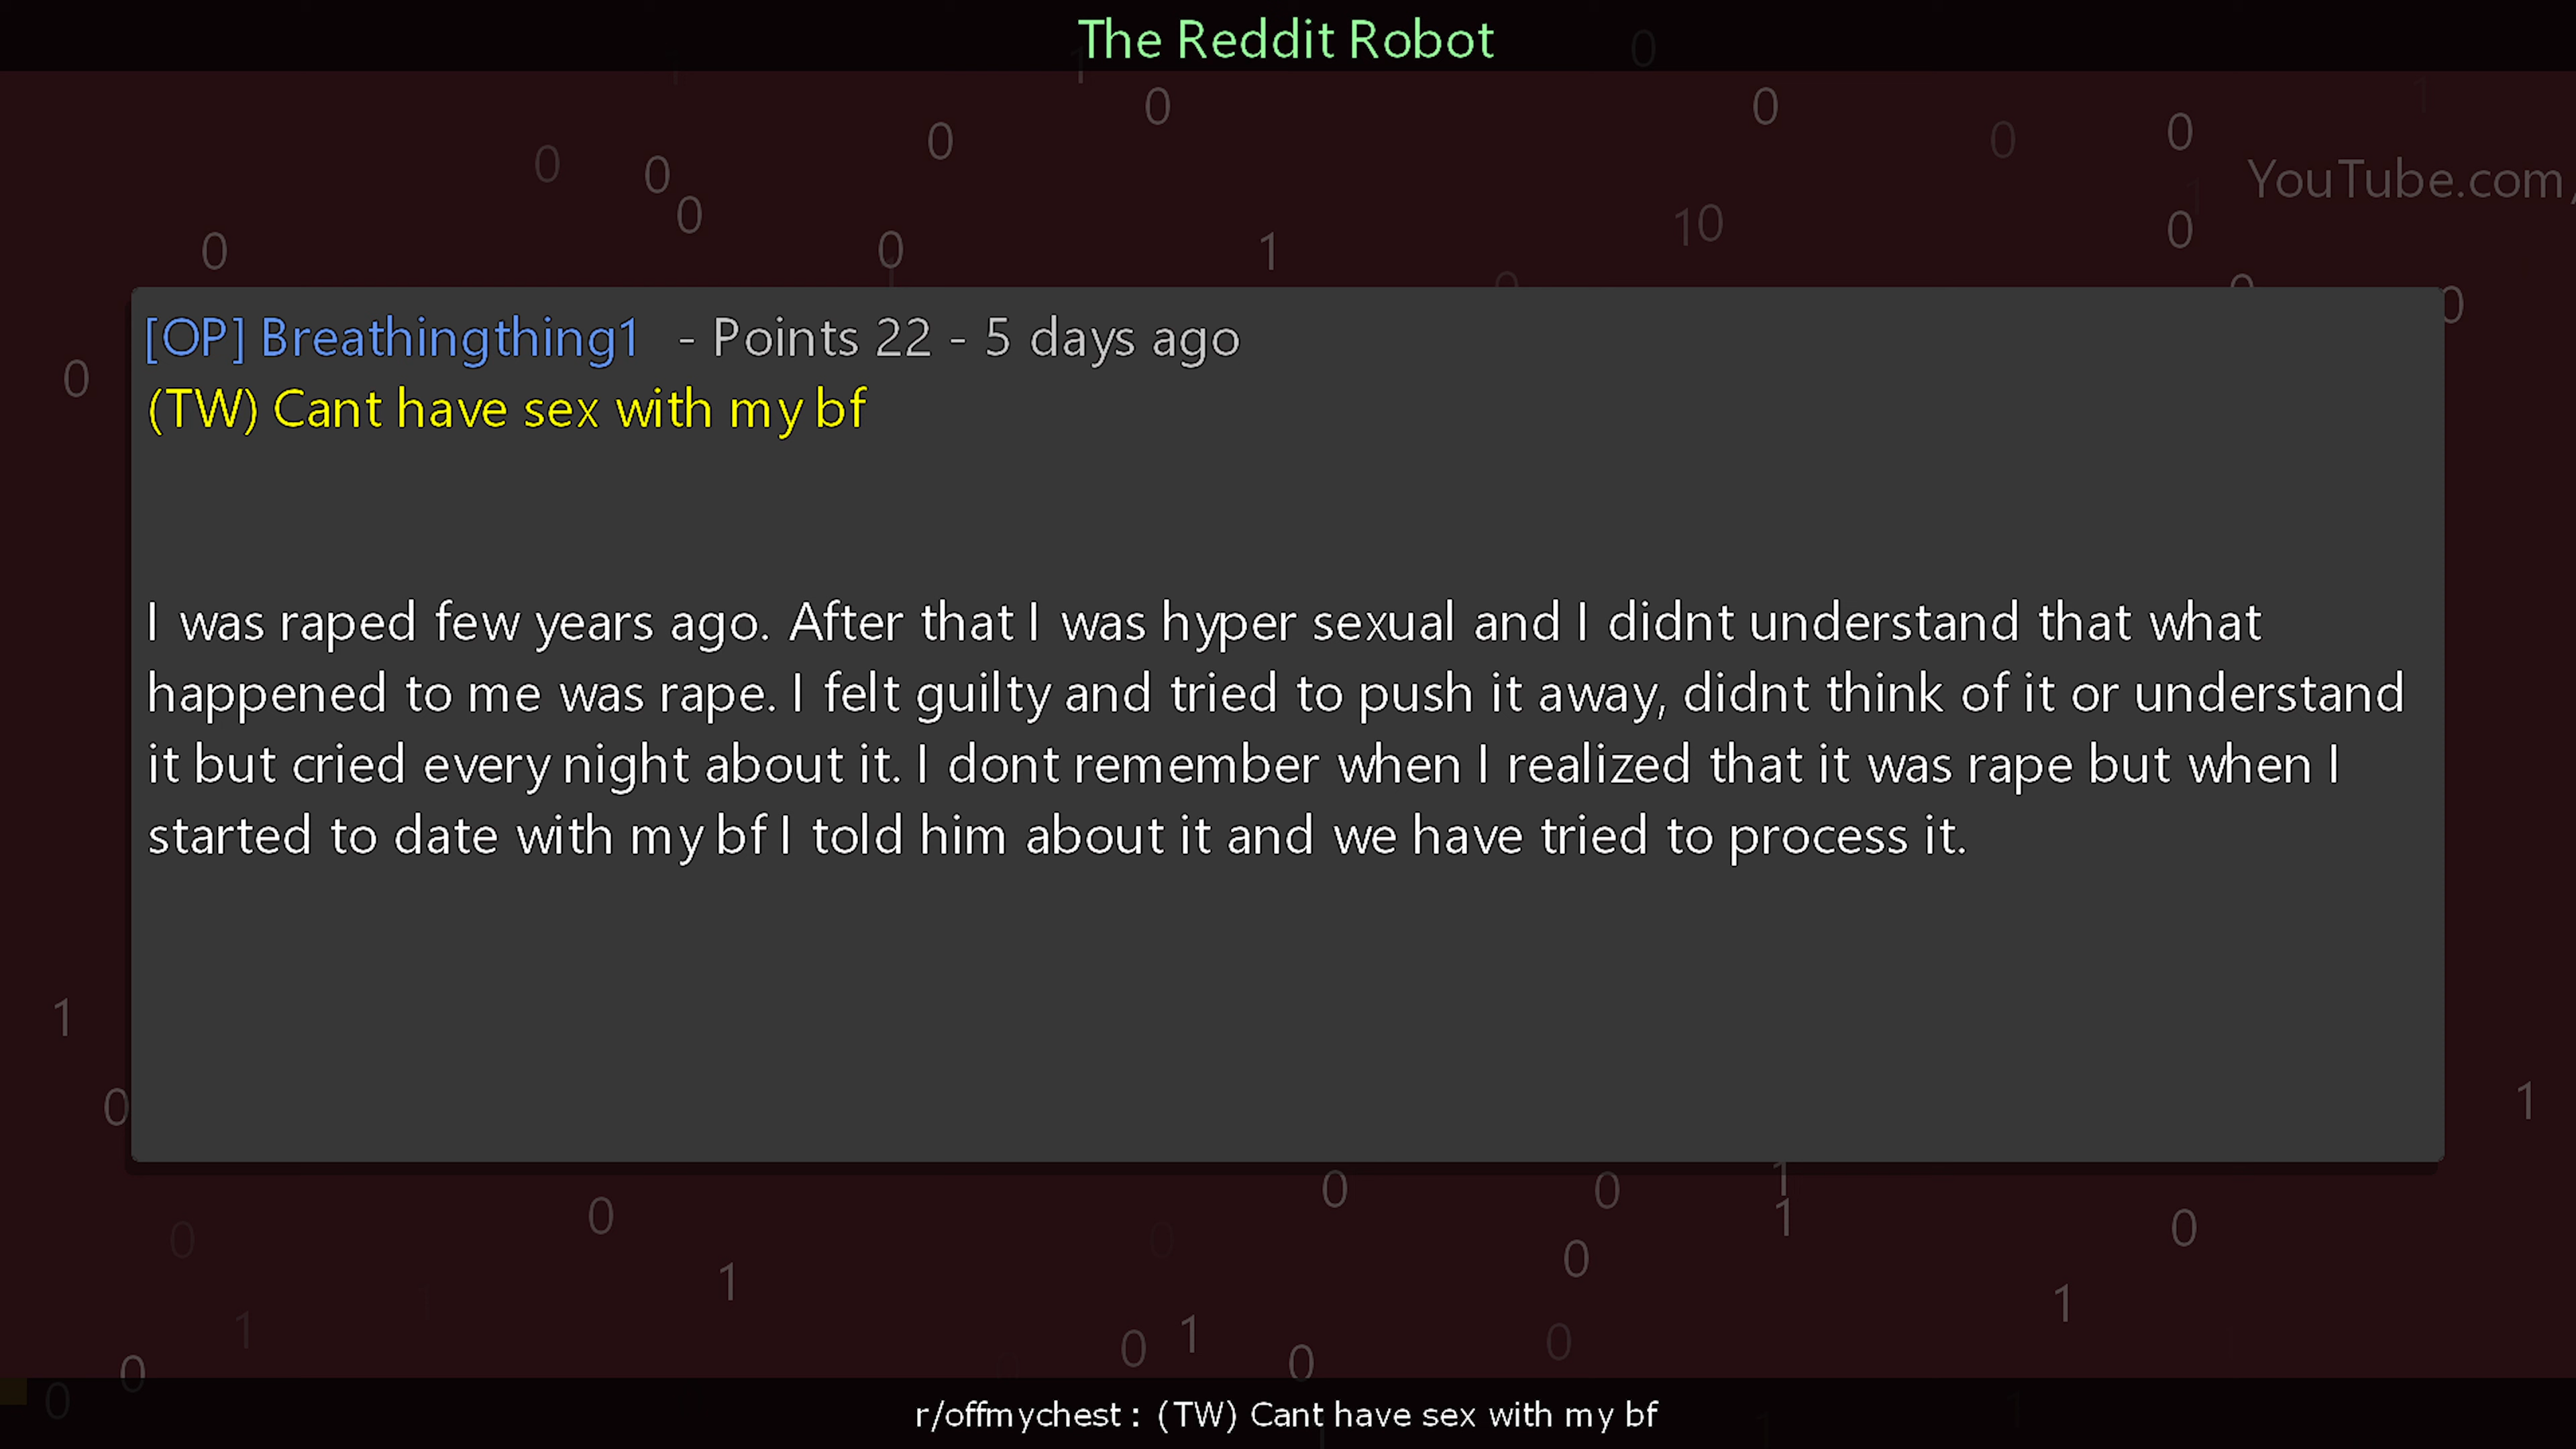 The Reddit Robot
YouTube.com/
[OP] Breathingthing1 - Points 22 - 5 days ago
(TW) Cant have sex with my bf
I was raped few years ago. After that I was hyper sexual and I didnt understand that what
happened to me was rape. I felt guilty and tried to push it away, didnt think of it or understand
it but cried every night about it. I dont remember when I realized that it was rape but when I
started to date with my bf I told him about it and we have tried to process it.
r/offmychest : (TW) Cant have sex with my bf